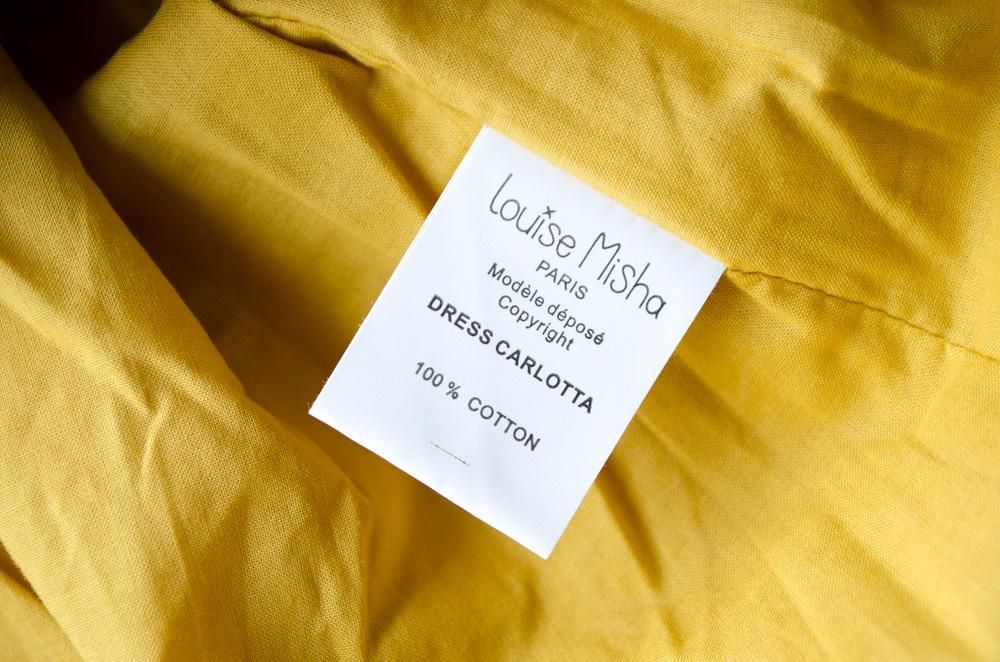 Louise Misha
PARIS
Modèle déposé
Copyright
DRESS CARLOTTA
100 % COTTON